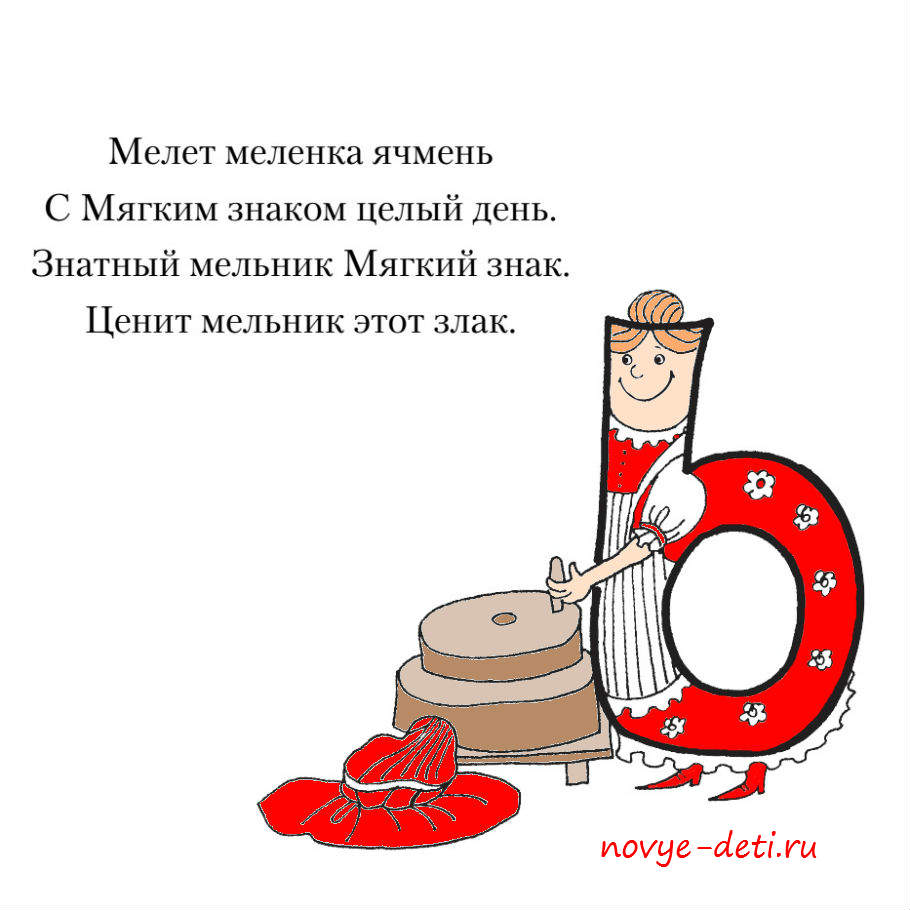 Мелет меленка ячмень
С Мягким знаком целый день.
Знатный мельник Мягкий знак.
Ценит мельник этот злак.
novye-deti.ru